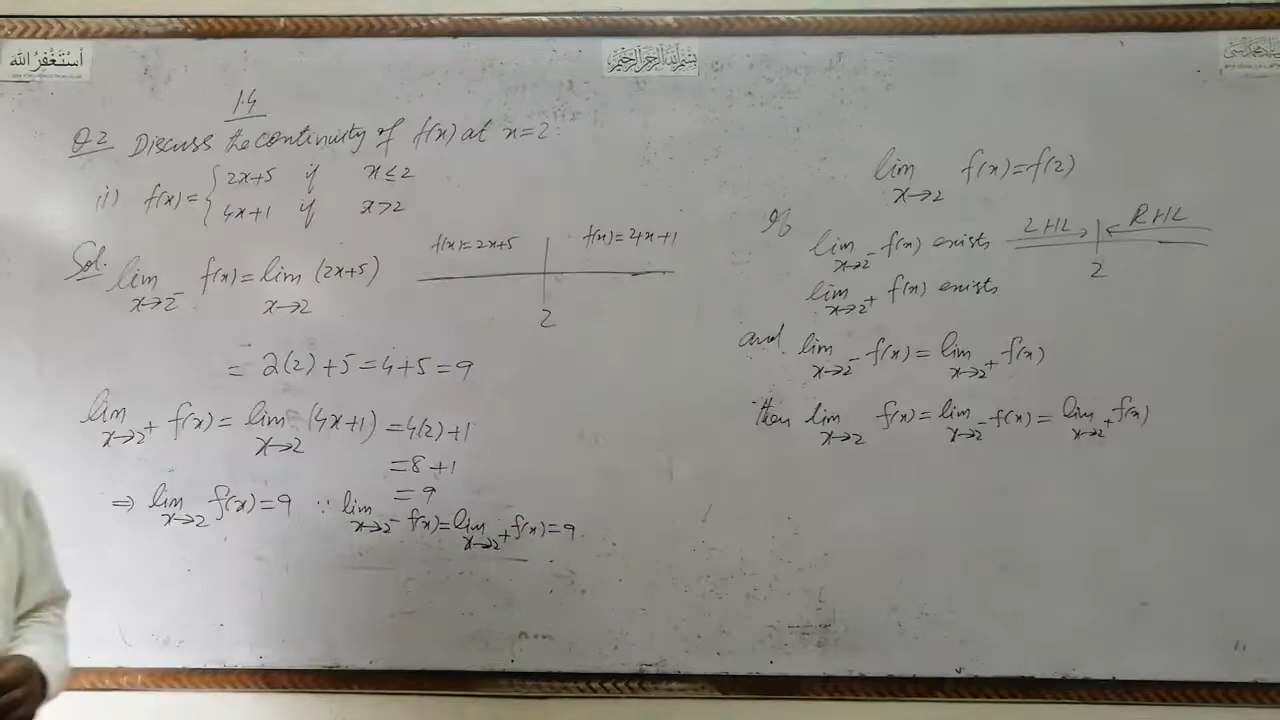 أستغفر الله
بسم الله الرحمن الرحيم
1.4
Q.2 Discuss the continuity of f(x) at x=2:
i) f(x)= { 2x+5 if x≤2
4x+1 if x>2
Sol. lim x→2⁻ f(x) = lim x→2 (2x+5)
f(x)=2x+5 f(x)=4x+1
2
= 2(2)+5=4+5=9
lim x→2⁺ f(x) = lim x→2 (4x+1) =4(2)+1
=8+1
=9
⇒ lim x→2 f(x)=9 ∵ lim x→2⁻ f(x)= lim x→2⁺ f(x)=9
lim x→2 f(x)=f(2)
If lim x→2⁻ f(x) exists
LHL RHL
2
lim x→2⁺ f(x) exists
and lim x→2⁻ f(x) = lim x→2⁺ f(x)
then lim x→2 f(x) = lim x→2⁻ f(x) = lim x→2⁺ f(x)